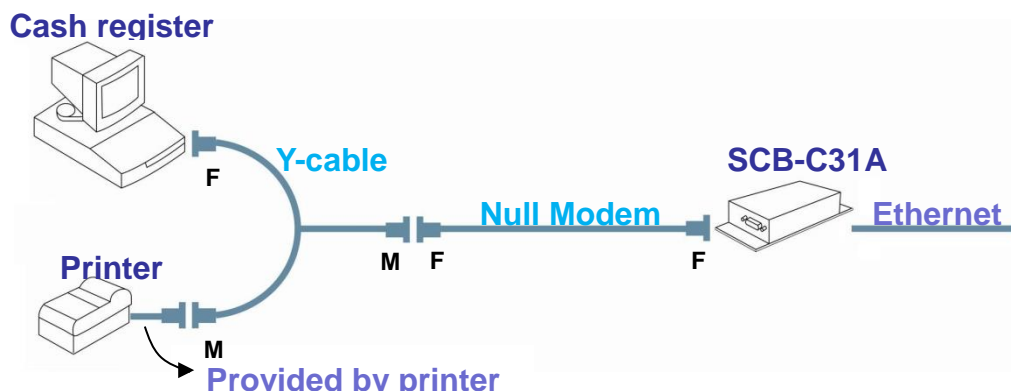 Cash register
F
Y-cable
SCB-C31A
Null Modem
Ethernet
M
F
F
Printer
M
Provided by printer